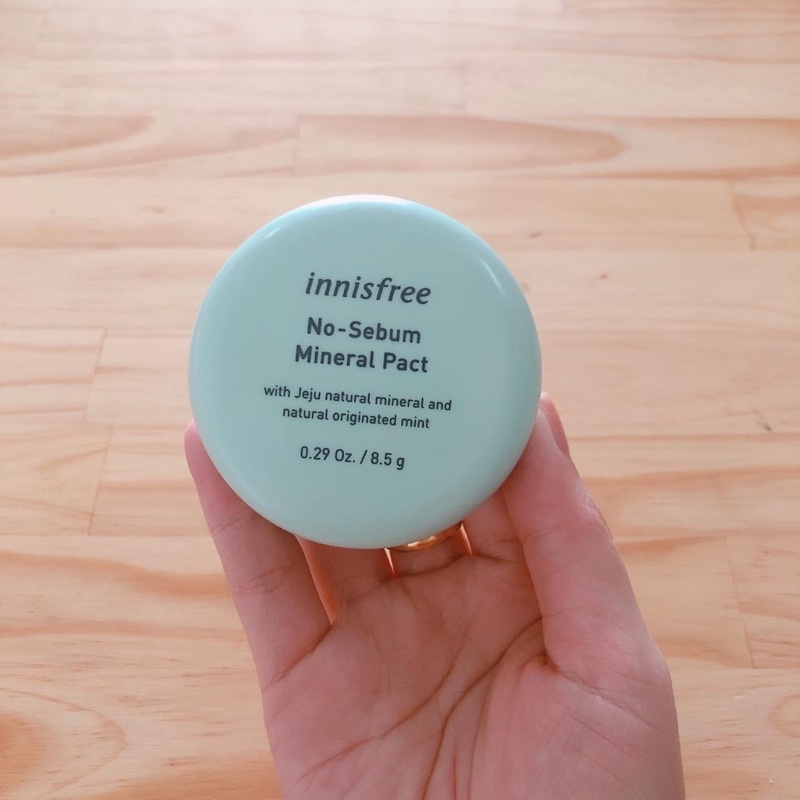 innisfree
No-Sebum
Mineral Pact
with Jeju natural mineral and
natural originated mint
0.29 Oz. / 8.5 g